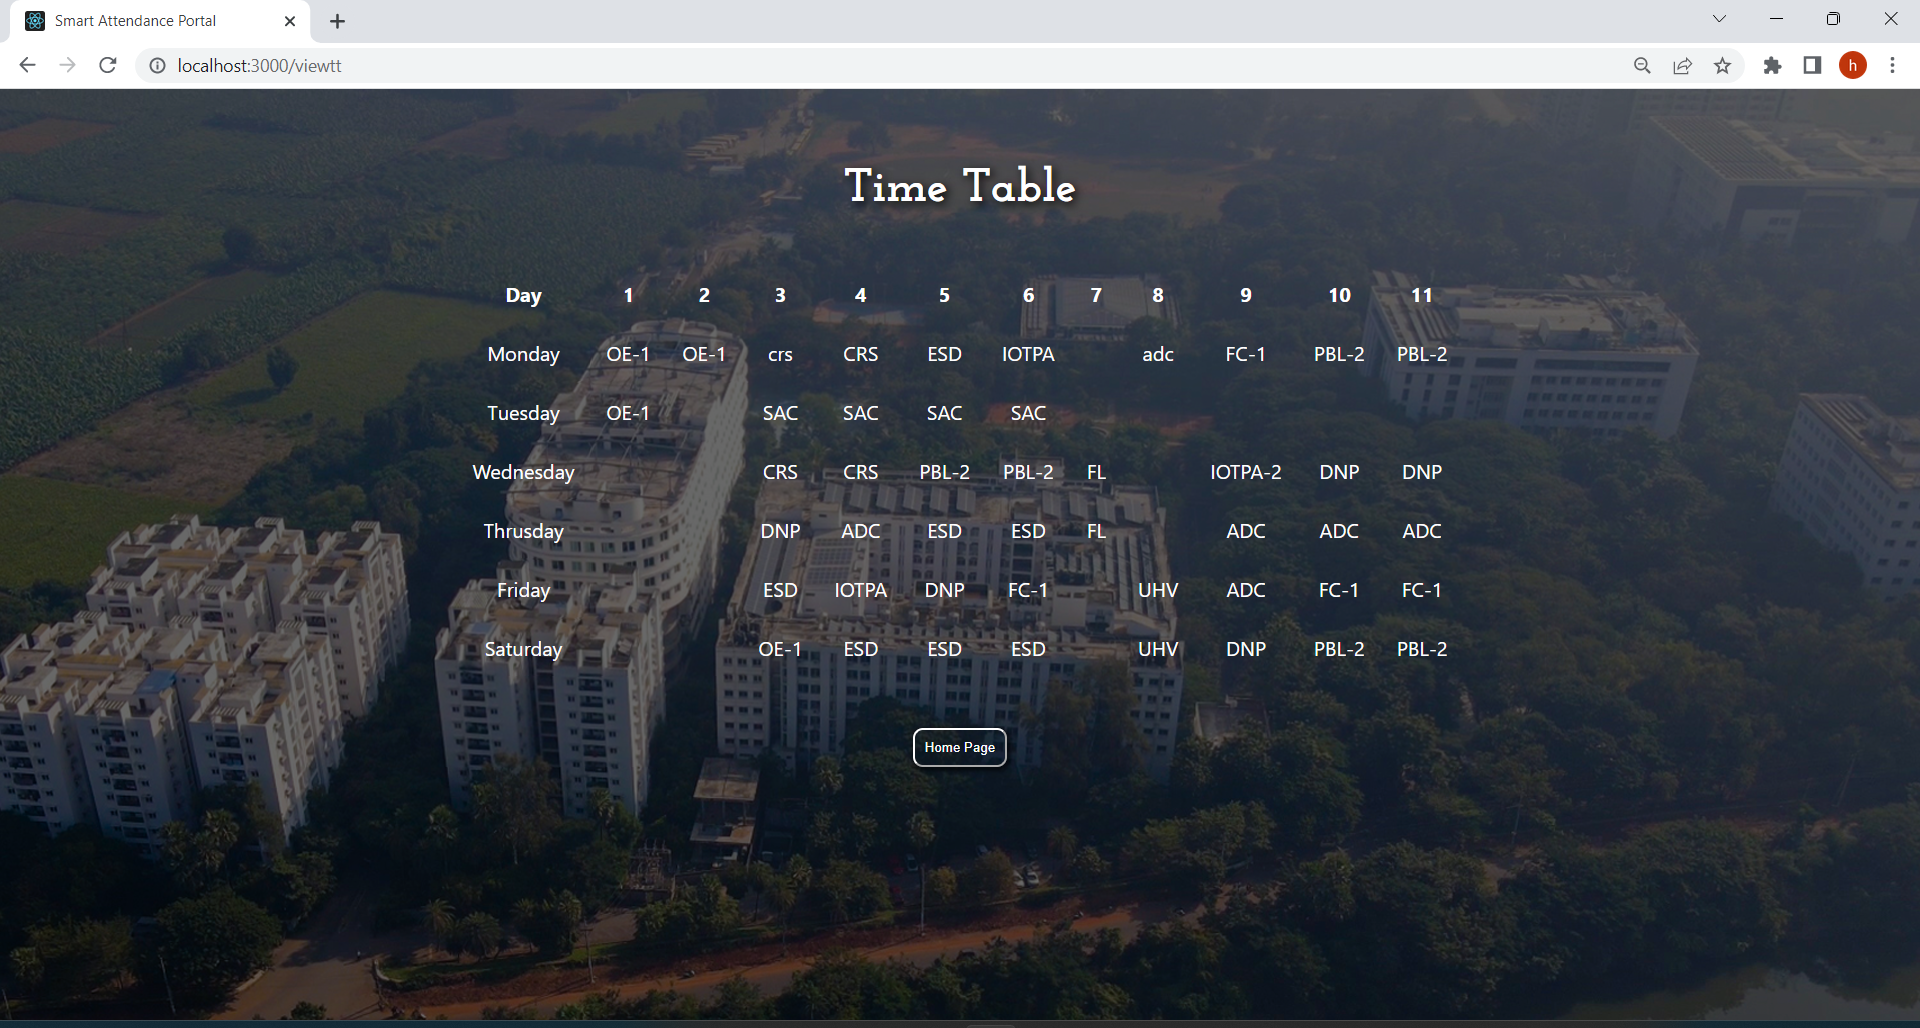 Smart Attendance Portal
localhost:3000/viewtt
h
Time Table
Day 1 2 3 4 5 6 7 8 9 10 11
Monday OE-1 OE-1 crs CRS ESD IOTPA adc FC-1 PBL-2 PBL-2
Tuesday OE-1 SAC SAC SAC SAC
Wednesday CRS CRS PBL-2 PBL-2 FL IOTPA-2 DNP DNP
Thrusday DNP ADC ESD ESD FL ADC ADC ADC
Friday ESD IOTPA DNP FC-1 UHV ADC FC-1 FC-1
Saturday OE-1 ESD ESD ESD UHV DNP PBL-2 PBL-2
Home Page